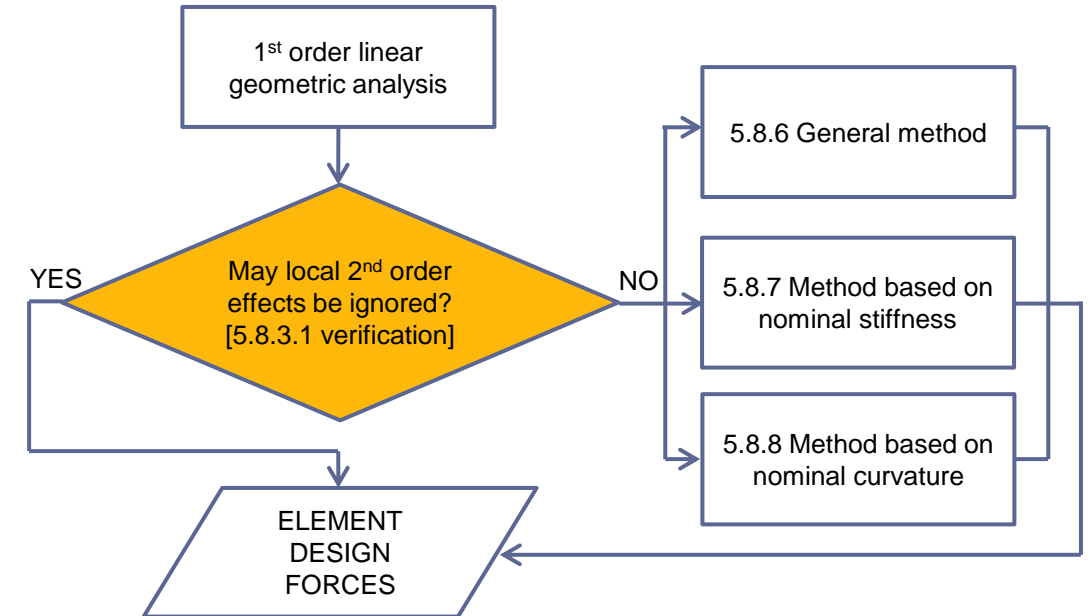 1st order linear
geometric analysis
5.8.6 General method
YES
May local 2nd order
effects be ignored?
[5.8.3.1 verification]
NO
5.8.7 Method based on
nominal stiffness
5.8.8 Method based on
nominal curvature
ELEMENT
DESIGN
FORCES